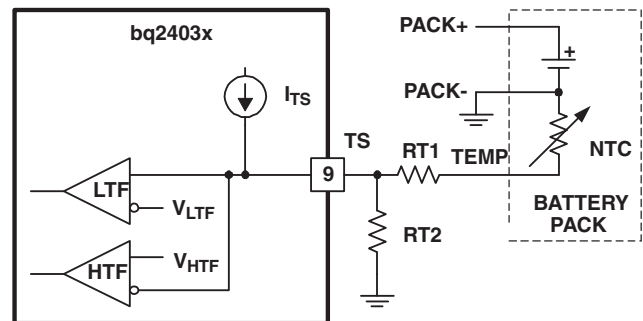 bq2403x
PACK+
+
I_TS
PACK-
TS
RT1
TEMP
NTC
9
LTF
V_LTF
BATTERY
PACK
RT2
HTF
V_HTF